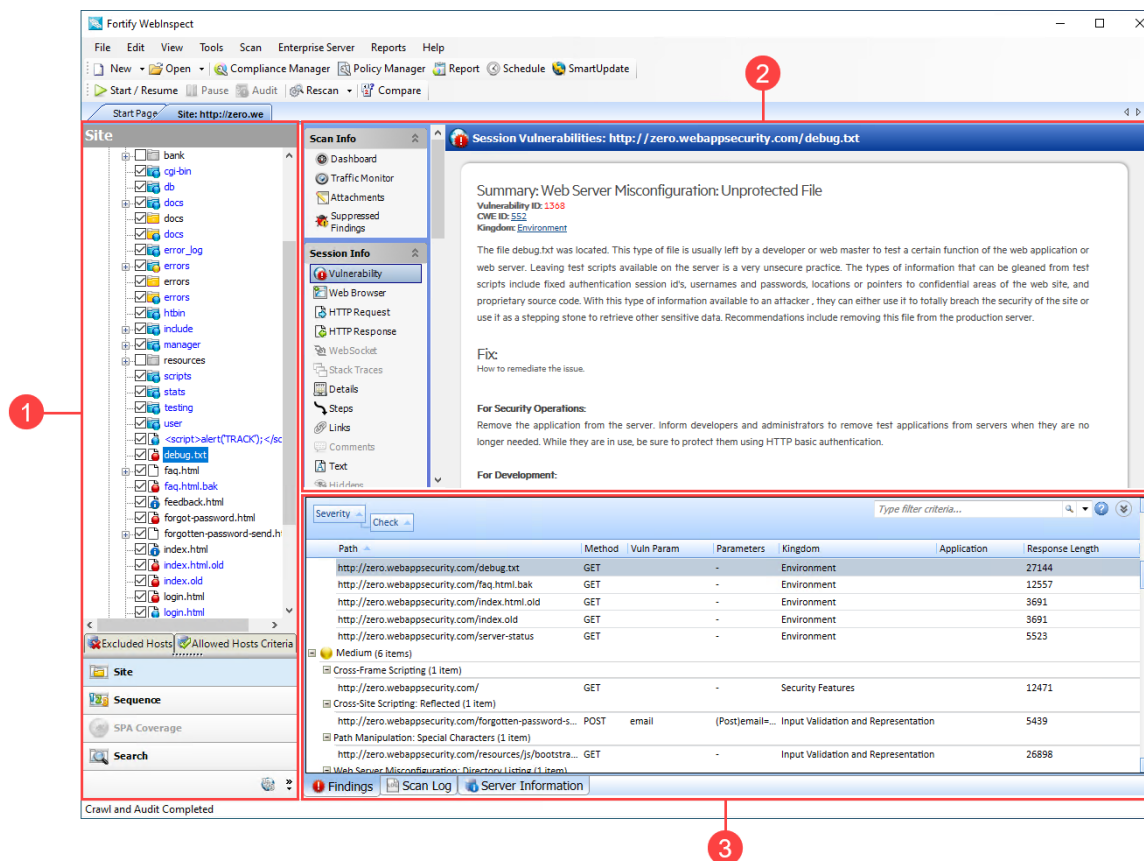 Fortify WebInspect
File Edit View Tools Scan Enterprise Server Reports Help
New Open Compliance Manager Policy Manager Report Schedule SmartUpdate
Start / Resume Pause Audit Rescan Compare
2
Start Page Site: http://zero.we
Site
bank
cgi-bin
db
docs
docs
docs
error_log
errors
errors
errors
htbin
include
manager
resources
scripts
stats
testing
user
<script>alert('TRACK');</sc
debug.txt
faq.html
faq.html.bak
feedback.html
forgot-password.html
forgotten-password-send.h
index.html
index.html.old
index.old
login.html
login.html
Excluded Hosts Allowed Hosts Criteria
Site
Sequence
SPA Coverage
Search
1
Scan Info
Dashboard
Traffic Monitor
Attachments
Suppressed
Findings
Session Info
Vulnerability
Web Browser
HTTP Request
HTTP Response
WebSocket
Stack Traces
Details
Steps
Links
Comments
Text
Hiddens
Session Vulnerabilities: http://zero.webappsecurity.com/debug.txt
Summary: Web Server Misconfiguration: Unprotected File
Vulnerability ID: 1368
CWE ID: 552
Kingdom: Environment
The file debug.txt was located. This type of file is usually left by a developer or web master to test a certain function of the web application or
web server. Leaving test scripts available on the server is a very unsecure practice. The types of information that can be gleaned from test
scripts include fixed authentication session id's, usernames and passwords, locations or pointers to confidential areas of the web site, and
proprietary source code. With this type of information available to an attacker , they can either use it to totally breach the security of the site or
use it as a stepping stone to retrieve other sensitive data. Recommendations include removing this file from the production server.
Fix:
How to remediate the issue.
For Security Operations:
Remove the application from the server. Inform developers and administrators to remove test applications from servers when they are no
longer needed. While they are in use, be sure to protect them using HTTP basic authentication.
For Development:
Severity
Check
Type filter criteria...
Path Method Vuln Param Parameters Kingdom Application Response Length
http://zero.webappsecurity.com/debug.txt GET - Environment 27144
http://zero.webappsecurity.com/faq.html.bak GET - Environment 12557
http://zero.webappsecurity.com/index.html.old GET - Environment 3691
http://zero.webappsecurity.com/index.old GET - Environment 3691
http://zero.webappsecurity.com/server-status GET - Environment 5523
Medium (6 items)
Cross-Frame Scripting (1 item)
http://zero.webappsecurity.com/ GET - Security Features 12471
Cross-Site Scripting: Reflected (1 item)
http://zero.webappsecurity.com/forgotten-password-s... POST email (Post)email=... Input Validation and Representation 5439
Path Manipulation: Special Characters (1 item)
http://zero.webappsecurity.com/resources/js/bootstra... GET - Input Validation and Representation 26898
Web Server Misconfiguration: Directory Listing (1 item)
Findings Scan Log Server Information
Crawl and Audit Completed
3